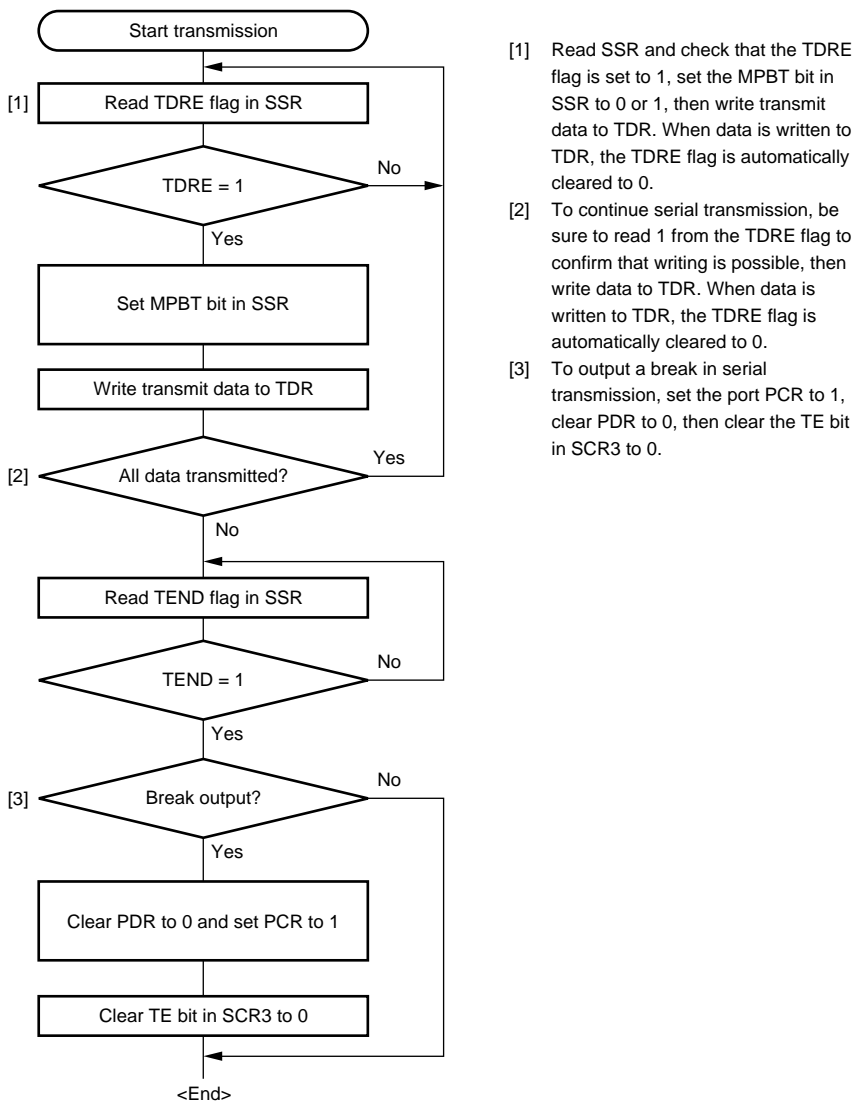 Start transmission
[1]
Read TDRE flag in SSR
TDRE = 1
No
Yes
Set MPBT bit in SSR
Write transmit data to TDR
[2]
All data transmitted?
Yes
No
Read TEND flag in SSR
TEND = 1
No
Yes
[3]
Break output?
No
Yes
Clear PDR to 0 and set PCR to 1
Clear TE bit in SCR3 to 0
<End>
[1] Read SSR and check that the TDRE
flag is set to 1, set the MPBT bit in
SSR to 0 or 1, then write transmit
data to TDR. When data is written to
TDR, the TDRE flag is automatically
cleared to 0.
[2] To continue serial transmission, be
sure to read 1 from the TDRE flag to
confirm that writing is possible, then
write data to TDR. When data is
written to TDR, the TDRE flag is
automatically cleared to 0.
[3] To output a break in serial
transmission, set the port PCR to 1,
clear PDR to 0, then clear the TE bit
in SCR3 to 0.